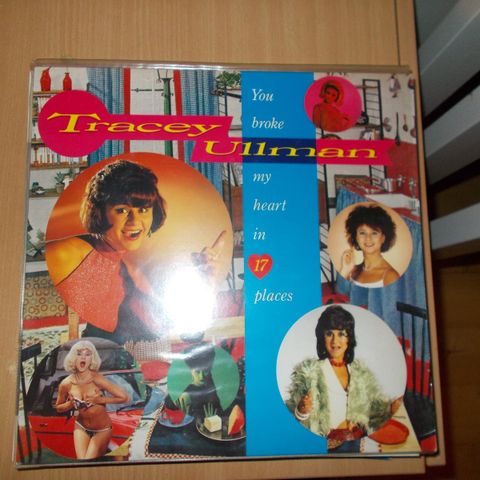 Tracey
Ullman
You
broke
my
heart
in
17
places